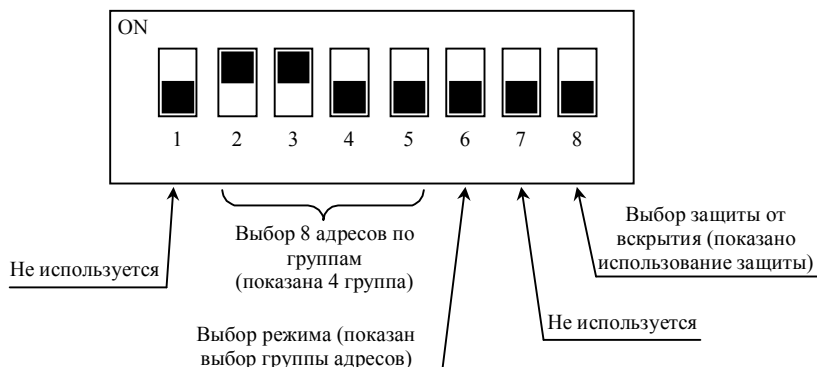 ON
1 2 3 4 5 6 7 8
Не используется
Выбор 8 адресов по
группам
(показана 4 группа)
Выбор режима (показан
выбор группы адресов)
Не используется
Выбор защиты от
вскрытия (показано
использование защиты)